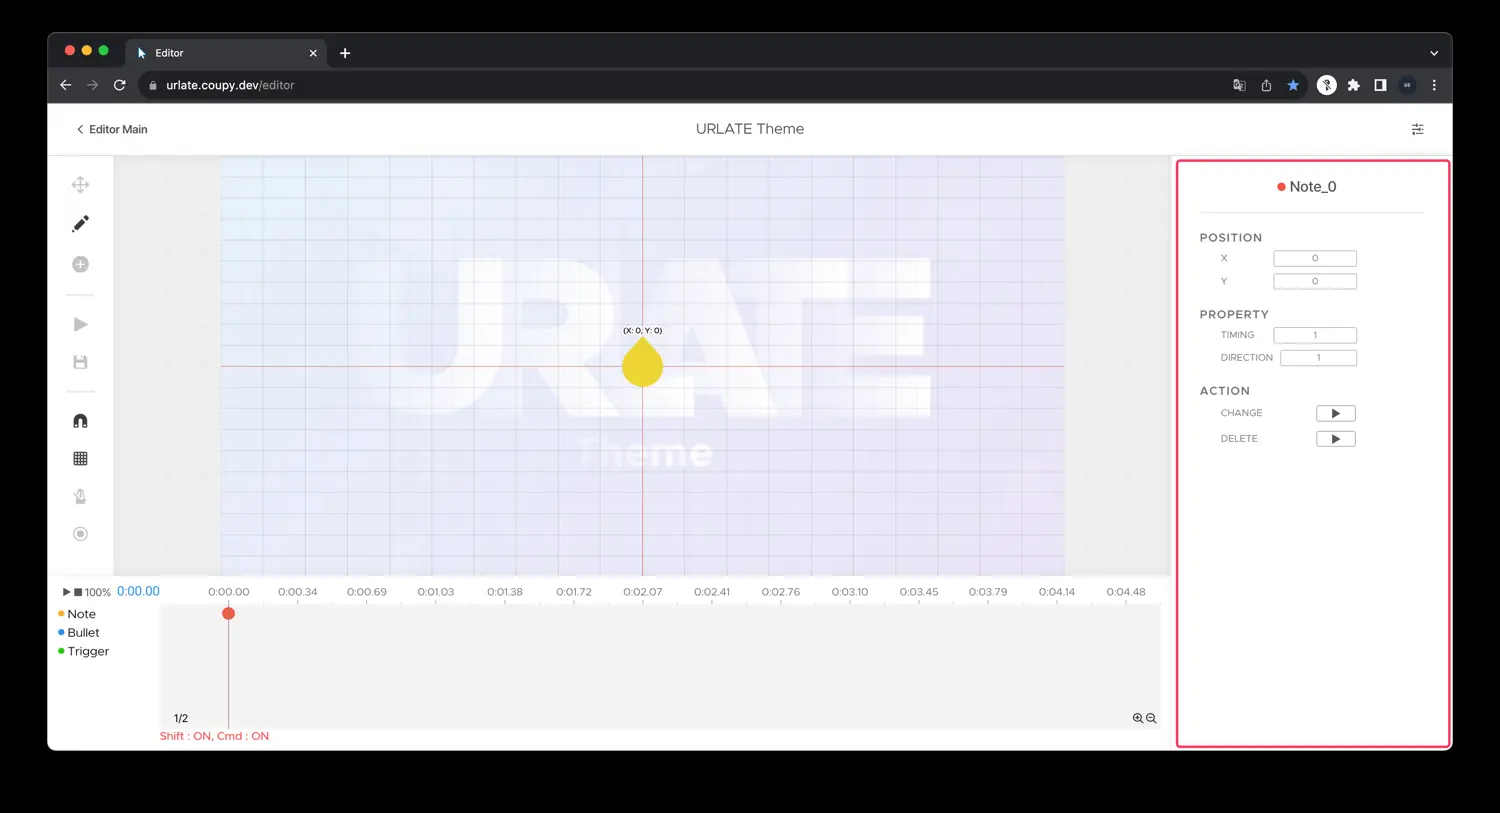 Editor
urlate.coupy.dev/editor
Editor Main
URLATE Theme
Note_0
POSITION
X 0
Y 0
PROPERTY
TIMING 1
DIRECTION 1
ACTION
CHANGE
DELETE
URLATE
(X: 0, Y: 0)
Theme
100% 0:00.00 0:00.00 0:00.34 0:00.69 0:01.03 0:01.38 0:01.72 0:02.07 0:02.41 0:02.76 0:03.10 0:03.45 0:03.79 0:04.14 0:04.48
Note
Bullet
Trigger
1/2
Shift : ON, Cmd : ON